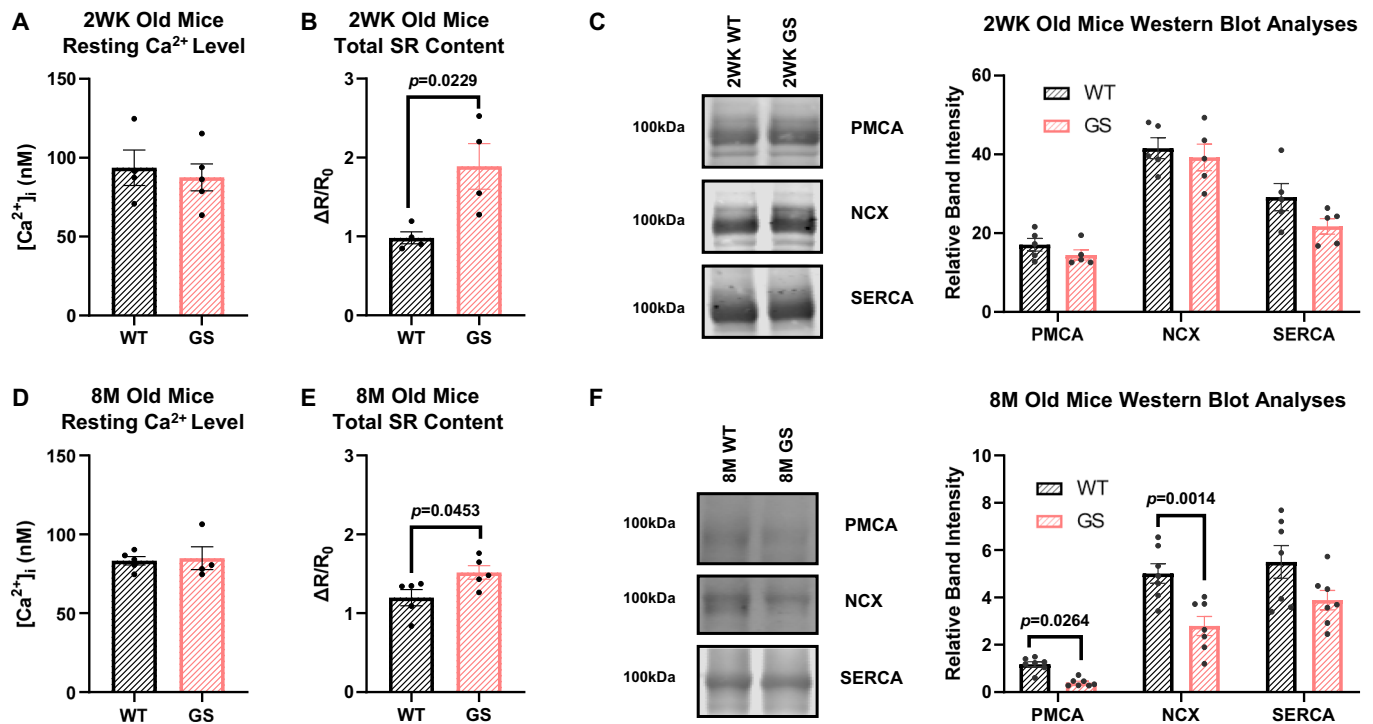 A
2WK Old Mice
Resting Ca²⁺ Level
[Ca²⁺]ᵢ (nM)
150
100
50
0
WT
GS
B
2WK Old Mice
Total SR Content
ΔR/R₀
3
2
1
0
p=0.0229
WT
GS
C
2WK WT
2WK GS
100kDa
PMCA
100kDa
NCX
100kDa
SERCA
2WK Old Mice Western Blot Analyses
Relative Band Intensity
60
40
20
0
WT
GS
PMCA
NCX
SERCA
D
8M Old Mice
Resting Ca²⁺ Level
[Ca²⁺]ᵢ (nM)
150
100
50
0
WT
GS
E
8M Old Mice
Total SR Content
ΔR/R₀
3
2
1
0
p=0.0453
WT
GS
F
8M WT
8M GS
100kDa
PMCA
100kDa
NCX
100kDa
SERCA
8M Old Mice Western Blot Analyses
Relative Band Intensity
10
8
6
4
2
0
WT
GS
p=0.0014
p=0.0264
PMCA
NCX
SERCA